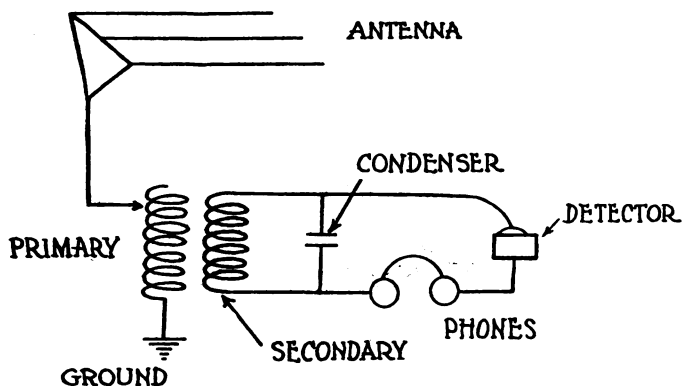 ANTENNA
CONDENSER
DETECTOR
PRIMARY
PHONES
SECONDARY
GROUND